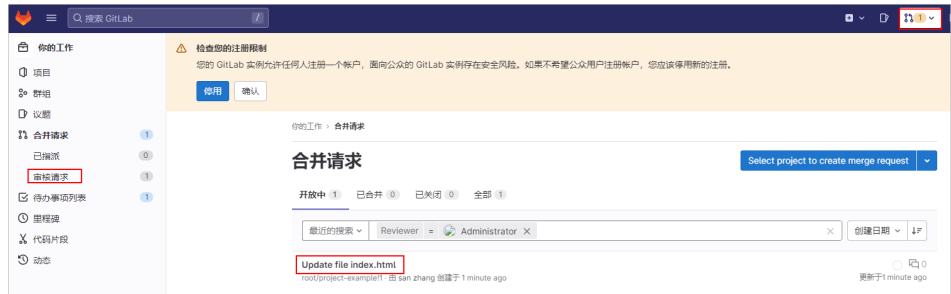 搜索 GitLab
/
1
你的工作
项目
群组
议题
合并请求 1
已指派 0
审核请求 1
待办事项列表 1
里程碑
代码片段
动态
检查您的注册限制
您的 GitLab 实例允许任何人注册一个帐户，面向公众的 GitLab 实例存在安全风险。如果不希望公众用户注册帐户，您应该停用新的注册。
停用 确认
你的工作 › 合并请求
合并请求
Select project to create merge request
开放中 1 已合并 0 已关闭 0 全部 1
最近的搜索 Reviewer = Administrator 创建日期
Update file index.html 0
root/project-example!1 · 由 san zhang 创建于 1 minute ago 更新于1 minute ago